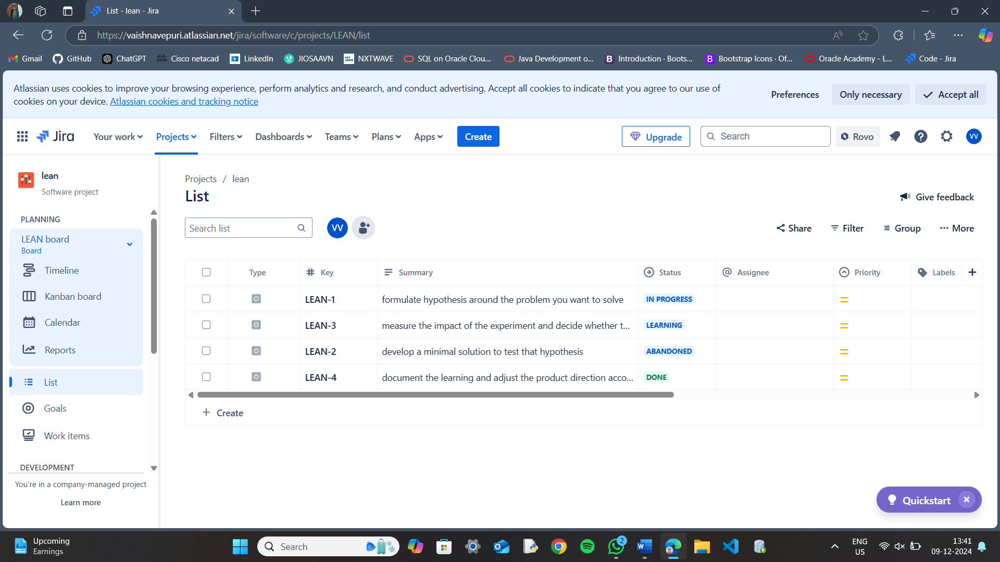 List - lean - Jira
https://vaishnavepuri.atlassian.net/jira/software/c/projects/LEAN/list
Gmail GitHub ChatGPT Cisco netacad LinkedIn JIOSAAVN NXTWAVE SQL on Oracle Clou... Java Development o... Introduction · Boots... Bootstrap Icons · Of... Oracle Academy - L... Code - Jira
Atlassian uses cookies to improve your browsing experience, perform analytics and research, and conduct advertising. Accept all cookies to indicate that you agree to our use of
cookies on your device. Atlassian cookies and tracking notice
Preferences Only necessary Accept all
Jira Your work Projects Filters Dashboards Teams Plans Apps Create Upgrade Search Rovo VV
lean
Software project
PLANNING
LEAN board
Board
Timeline
Kanban board
Calendar
Reports
List
Goals
Work items
DEVELOPMENT
You're in a company-managed project
Learn more
Projects / lean
List
Give feedback
Search list VV Share Filter Group More
Type Key Summary Status Assignee Priority Labels
LEAN-1 formulate hypothesis around the problem you want to solve IN PROGRESS
LEAN-3 measure the impact of the experiment and decide whether t... LEARNING
LEAN-2 develop a minimal solution to test that hypothesis ABANDONED
LEAN-4 document the learning and adjust the product direction acco... DONE
+ Create
Quickstart
Upcoming
Earnings
Search
2
ENG
US
13:41
09-12-2024